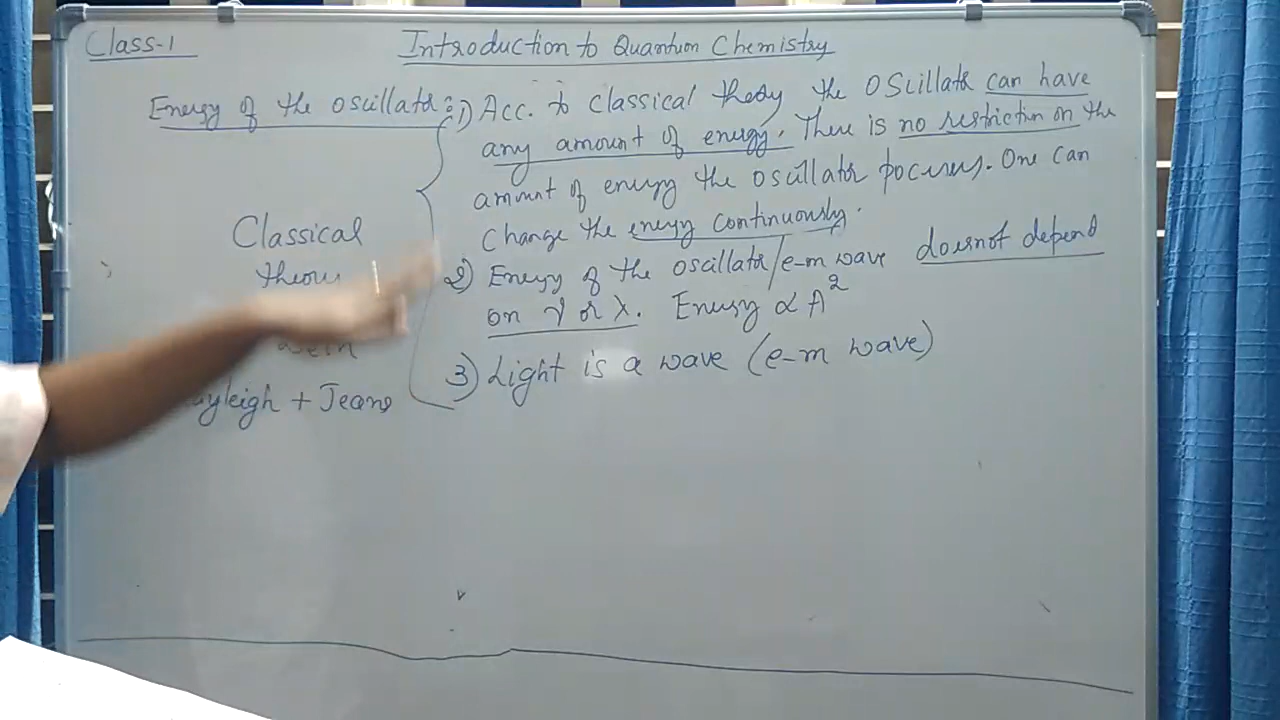 Class-1
Introduction to Quantum Chemistry
Energy of the oscillator:
1) Acc. to classical theory the oscillator can have
any amount of energy. There is no restriction on the
amount of energy the oscillator
One can
change the energy continuously.
2) Energy of the oscillator/e-m wave doesnot depend
on ν or λ. Energy ∝ A²
3) Light is a wave (e-m wave)
Classical
+ Jeans